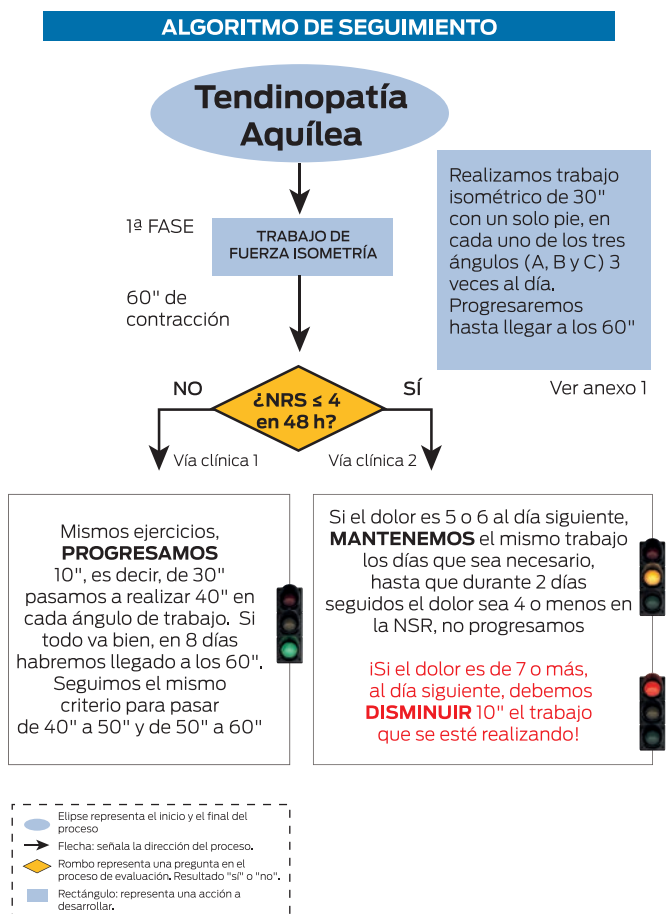 ALGORITMO DE SEGUIMIENTO
Tendinopatía
Aquílea
1ª FASE
TRABAJO DE
FUERZA ISOMETRÍA
Realizamos trabajo
isométrico de 30"
con un solo pie, en
cada uno de los tres
ángulos (A, B y C) 3
veces al día.
Progresaremos
hasta llegar a los 60"
60" de
contracción
NO
¿NRS ≤ 4
en 48 h?
SÍ
Ver anexo 1
Vía clínica 1
Vía clínica 2
Mismos ejercicios,
PROGRESAMOS
10", es decir, de 30"
pasamos a realizar 40" en
cada ángulo de trabajo. Si
todo va bien, en 8 días
habremos llegado a los 60".
Seguimos el mismo
criterio para pasar
de 40" a 50" y de 50" a 60"
Si el dolor es 5 o 6 al día siguiente,
MANTENEMOS el mismo trabajo
los días que sea necesario,
hasta que durante 2 días
seguidos el dolor sea 4 o menos en
la NSR, no progresamos
¡Si el dolor es de 7 o más,
al día siguiente, debemos
DISMINUIR 10" el trabajo
que se esté realizando!
Elipse representa el inicio y el final del
proceso
Flecha: señala la dirección del proceso.
Rombo representa una pregunta en el
proceso de evaluación. Resultado "sí" o "no".
Rectángulo: representa una acción a
desarrollar.